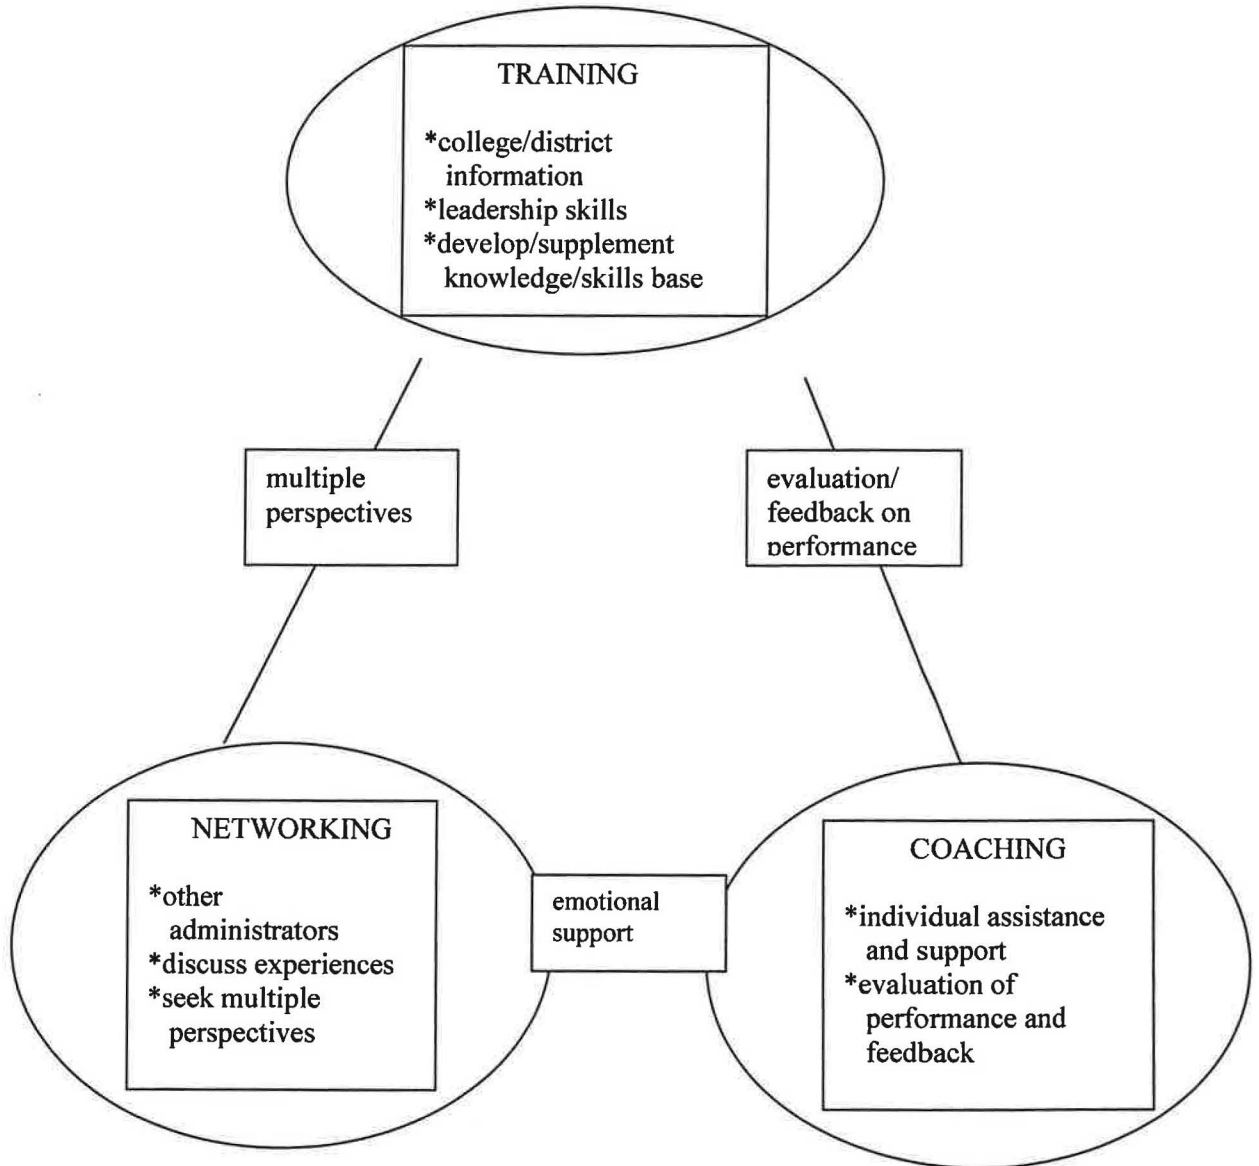 TRAINING
*college/district
information
*leadership skills
*develop/supplement
knowledge/skills base
multiple
perspectives
evaluation/
feedback on
performance
NETWORKING
*other
administrators
*discuss experiences
*seek multiple
perspectives
emotional
support
COACHING
*individual assistance
and support
*evaluation of
performance and
feedback